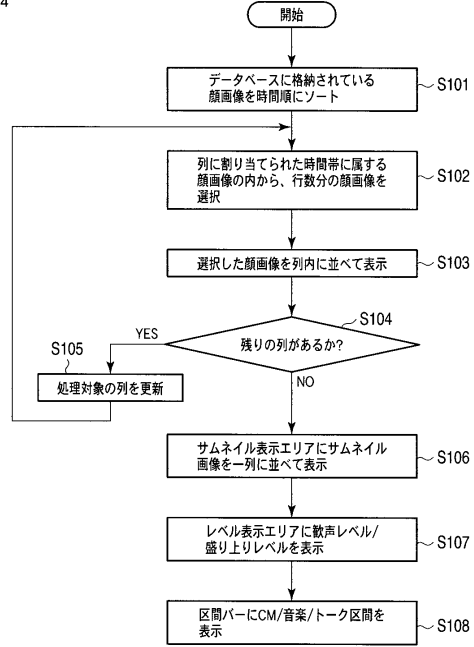 4
開始
データベースに格納されている
顔画像を時間順にソート
S101
列に割り当てられた時間帯に属する
顔画像の内から、行数分の顔画像を
選択
S102
選択した顔画像を列内に並べて表示
S103
S104
残りの列があるか?
YES
NO
S105
処理対象の列を更新
サムネイル表示エリアにサムネイル
画像を一列に並べて表示
S106
レベル表示エリアに歓声レベル/
盛り上りレベルを表示
S107
区間バーにCM/音楽/トーク区間を
表示
S108